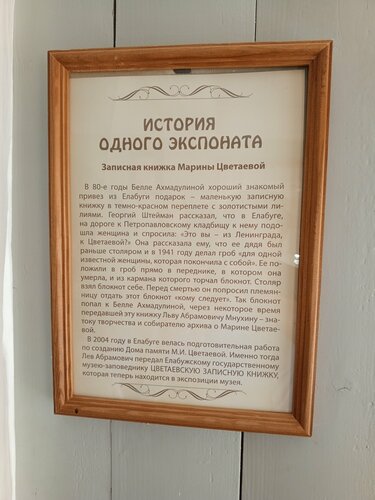 ИСТОРИЯ
ОДНОГО ЭКСПОНАТА
Записная книжка Марины Цветаевой
В 80-е годы Белле Ахмадулиной хороший знакомый
привез из Елабуги подарок – маленькую записную
книжку в темно-красном переплете с золотистыми ли-
лиями. Георгий Штейман рассказал, что в Елабуге,
на дороге к Петропавловскому кладбищу к нему подо-
шла женщина и спросила: «Это вы – из Ленинграда,
к Цветаевой?» Она рассказала ему, что ее дядя был
раньше столяром и в 1941 году делал гроб «для одной
известной женщины, которая покончила с собой». Ее по-
ложили в гроб прямо в переднике, в котором она
умерла, и из кармана которого торчал блокнот. Столяр
взял блокнот себе. Перед смертью он попросил племян-
ницу отдать этот блокнот «кому следует». Так блокнот
попал к Белле Ахмадулиной, через некоторое время
передавшей эту книжку Льву Абрамовичу Мнухину – зна-
току творчества и собирателю архива о Марине Цветае-
вой.
В 2004 году в Елабуге велась подготовительная работа
по созданию Дома памяти М.И. Цветаевой. Именно тогда
Лев Абрамович передал Елабужскому государственному
музею-заповеднику ЦВЕТАЕВСКУЮ ЗАПИСНУЮ КНИЖКУ,
которая теперь находится в экспозиции музея.